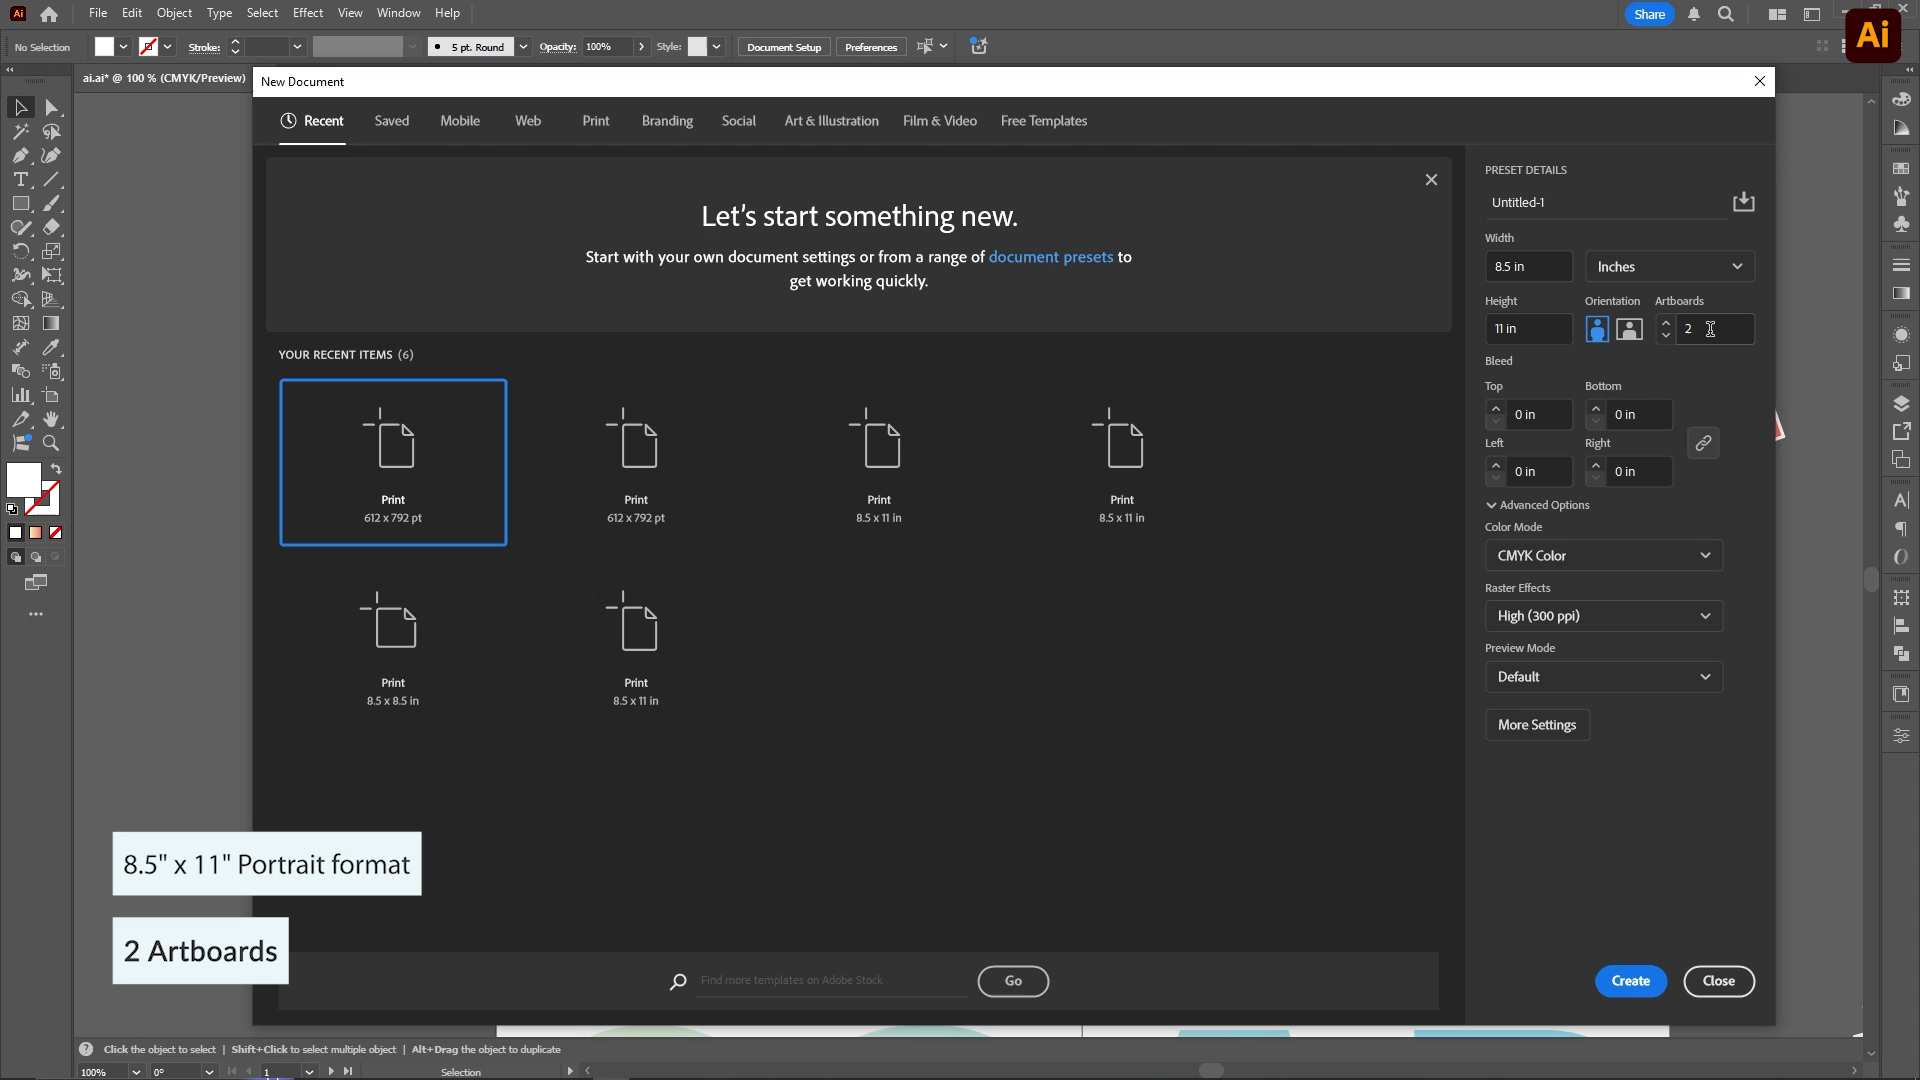 Ai File Edit Object Type Select Effect View Window Help Share
No Selection Stroke: 5 pt. Round Opacity: 100% Style: Document Setup Preferences Ai
ai.ai* @ 100 % (CMYK/Preview)
New Document
Recent Saved Mobile Web Print Branding Social Art & Illustration Film & Video Free Templates
Let's start something new.
Start with your own document settings or from a range of document presets to
get working quickly.
YOUR RECENT ITEMS (6)
Print
612 x 792 pt
Print
612 x 792 pt
Print
8.5 x 11 in
Print
8.5 x 11 in
Print
8.5 x 8.5 in
Print
8.5 x 11 in
Find more templates on Adobe Stock Go
PRESET DETAILS
Untitled-1
Width
8.5 in Inches
Height Orientation Artboards
11 in 2
Bleed
Top Bottom
0 in 0 in
Left Right
0 in 0 in
Advanced Options
Color Mode
CMYK Color
Raster Effects
High (300 ppi)
Preview Mode
Default
More Settings
Create Close
8.5" x 11" Portrait format
2 Artboards
Click the object to select | Shift+Click to select multiple object | Alt+Drag the object to duplicate
100% 0° 1 Selection